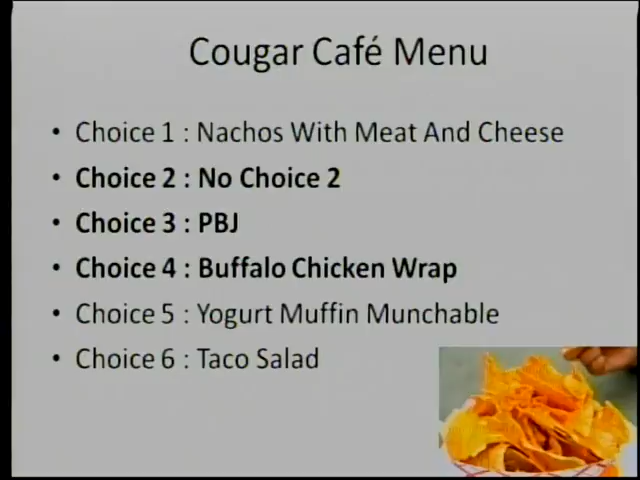 Cougar Café Menu
• Choice 1 : Nachos With Meat And Cheese
• Choice 2 : No Choice 2
• Choice 3 : PBJ
• Choice 4 : Buffalo Chicken Wrap
• Choice 5 : Yogurt Muffin Munchable
• Choice 6 : Taco Salad